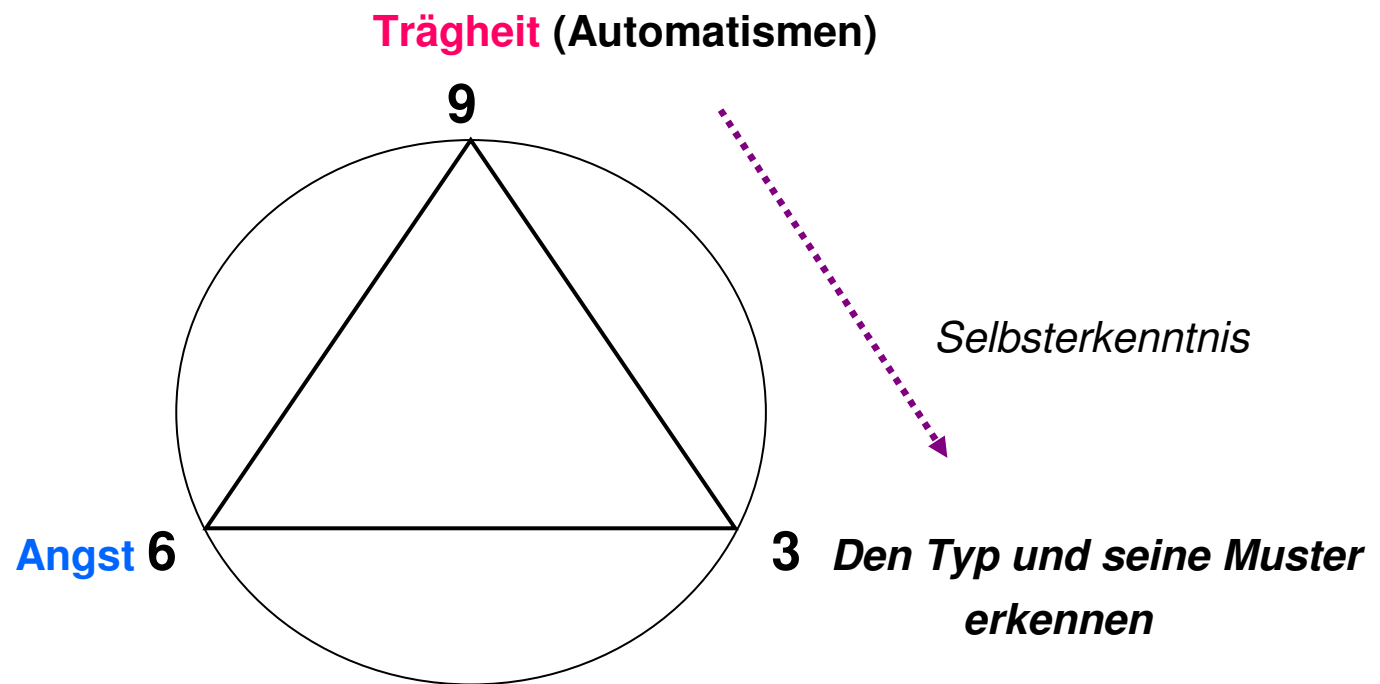 Trägheit (Automatismen)
9
Selbsterkenntnis
Angst 6
3 Den Typ und seine Muster
erkennen